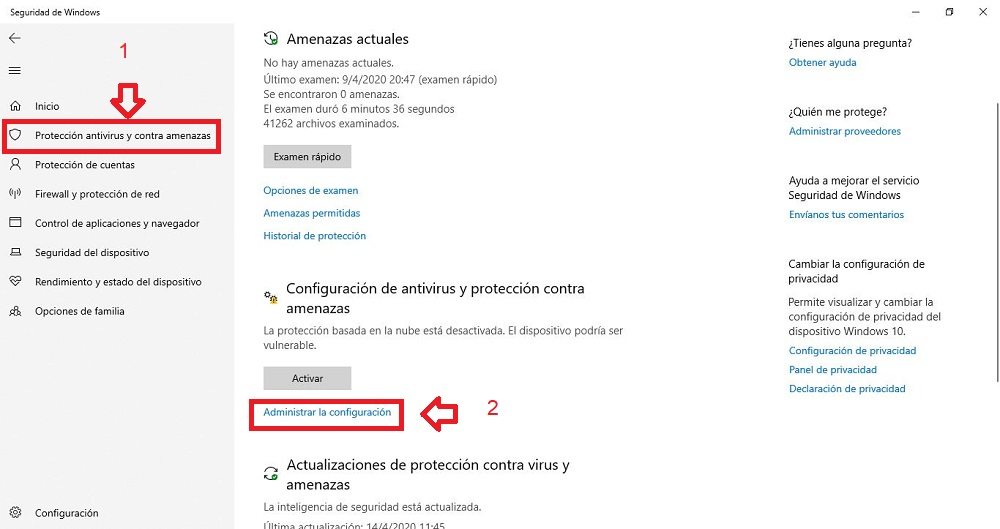 Seguridad de Windows
1
Inicio
Protección antivirus y contra amenazas
Protección de cuentas
Firewall y protección de red
Control de aplicaciones y navegador
Seguridad del dispositivo
Rendimiento y estado del dispositivo
Opciones de familia
Configuración
Amenazas actuales
No hay amenazas actuales.
Último examen: 9/4/2020 20:47 (examen rápido)
Se encontraron 0 amenazas.
El examen duró 6 minutos 36 segundos
41262 archivos examinados.
Examen rápido
Opciones de examen
Amenazas permitidas
Historial de protección
Configuración de antivirus y protección contra
amenazas
La protección basada en la nube está desactivada. El dispositivo podría ser
vulnerable.
Activar
Administrar la configuración
2
Actualizaciones de protección contra virus y
amenazas
La inteligencia de seguridad está actualizada.
Última actualización: 14/4/2020 11:45
¿Tienes alguna pregunta?
Obtener ayuda
¿Quién me protege?
Administrar proveedores
Ayuda a mejorar el servicio
Seguridad de Windows
Envíanos tus comentarios
Cambiar la configuración de
privacidad
Permite visualizar y cambiar la
configuración de privacidad del
dispositivo Windows 10.
Configuración de privacidad
Panel de privacidad
Declaración de privacidad